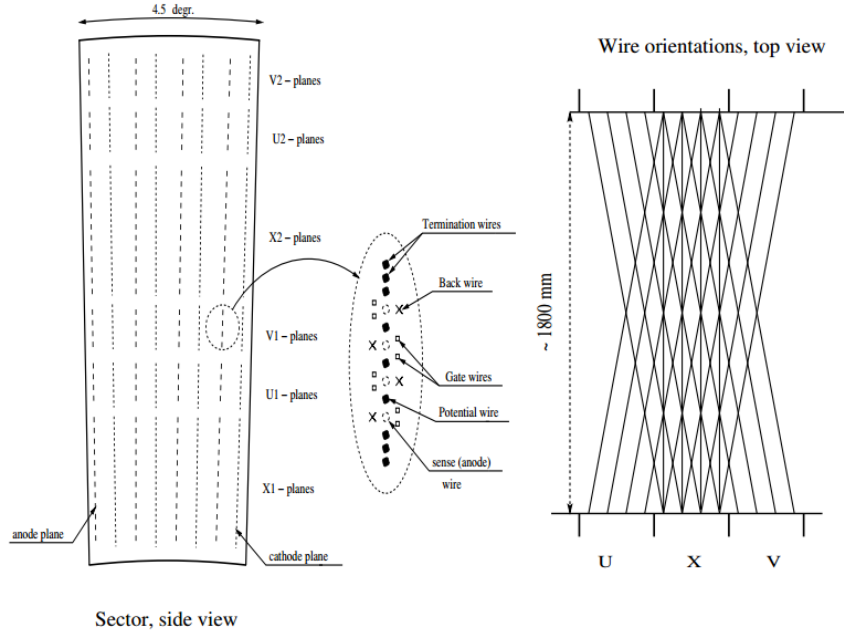 4.5 degr.
V2 – planes
U2 – planes
X2 – planes
V1 – planes
U1 – planes
X1 – planes
anode plane
cathode plane
Sector, side view
Termination wires
Back wire
Gate wires
Potential wire
sense (anode)
wire
Wire orientations, top view
~ 1800 mm
U
X
V